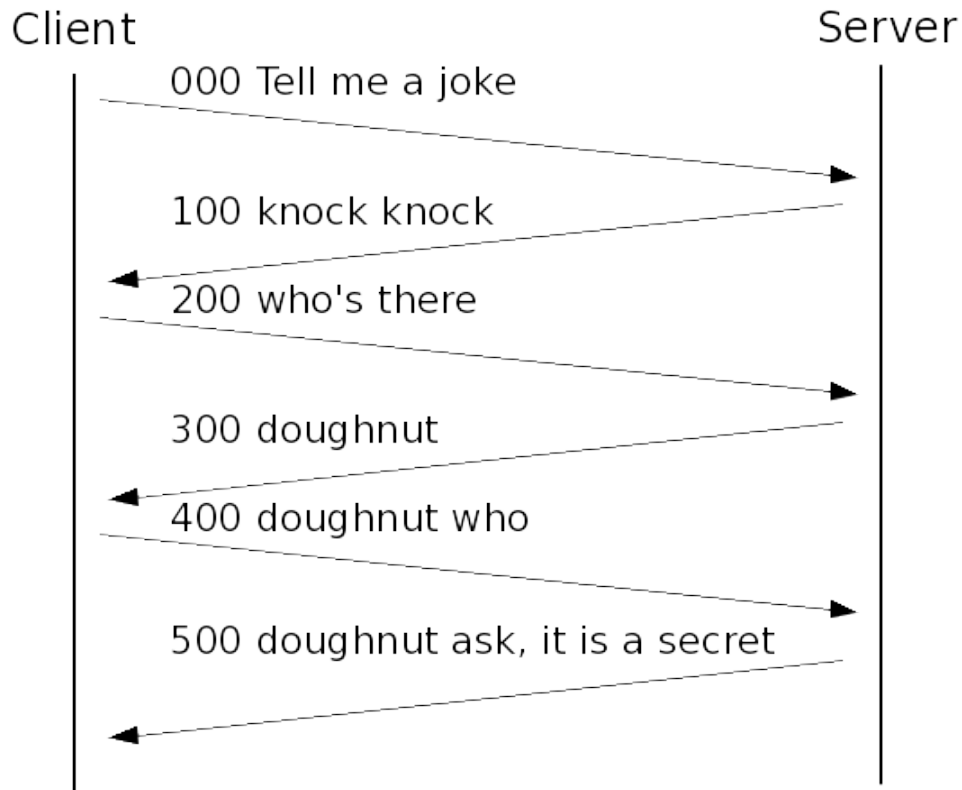 Client
Server
000 Tell me a joke
100 knock knock
200 who's there
300 doughnut
400 doughnut who
500 doughnut ask, it is a secret